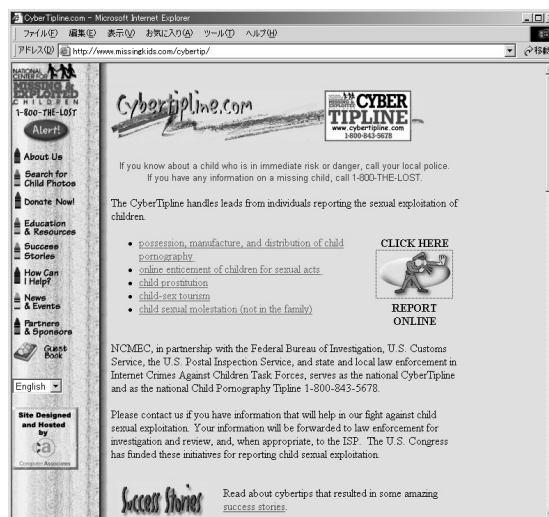 CyberTipline.com - Microsoft Internet Explorer
ファイル(F) 編集(E) 表示(V) お気に入り(A) ツール(T) ヘルプ(H)
アドレス(D) http://www.missingkids.com/cybertip/ 移動
NATIONAL CENTER FOR
MISSING &
EXPLOITED
CHILDREN
1-800-THE-LOST
Alert!
About Us
Search for
Child Photos
Donate Now!
Education
& Resources
Success
Stories
How Can
I Help?
News
& Events
Partners
& Sponsors
Guest
Book
English
Site Designed
and Hosted
by
ca
Computer Associates
Cybertipline.com
CYBER
TIPLINE
www.cybertipline.com
1-800-843-5678
If you know about a child who is in immediate risk or danger, call your local police.
If you have any information on a missing child, call 1-800-THE-LOST.
The CyberTipline handles leads from individuals reporting the sexual exploitation of
children.
possession, manufacture, and distribution of child
pornography
online enticement of children for sexual acts
child prostitution
child-sex tourism
child sexual molestation (not in the family)
CLICK HERE
REPORT
ONLINE
NCMEC, in partnership with the Federal Bureau of Investigation, U.S. Customs
Service, the U.S. Postal Inspection Service, and state and local law enforcement in
Internet Crimes Against Children Task Forces, serves as the national CyberTipline
and as the national Child Pornography Tipline 1-800-843-5678.
Please contact us if you have information that will help in our fight against child
sexual exploitation. Your information will be forwarded to law enforcement for
investigation and review, and, when appropriate, to the ISP. The U.S. Congress
has funded these initiatives for reporting child sexual exploitation.
Success Stories
Read about cybertips that resulted in some amazing
success stories.